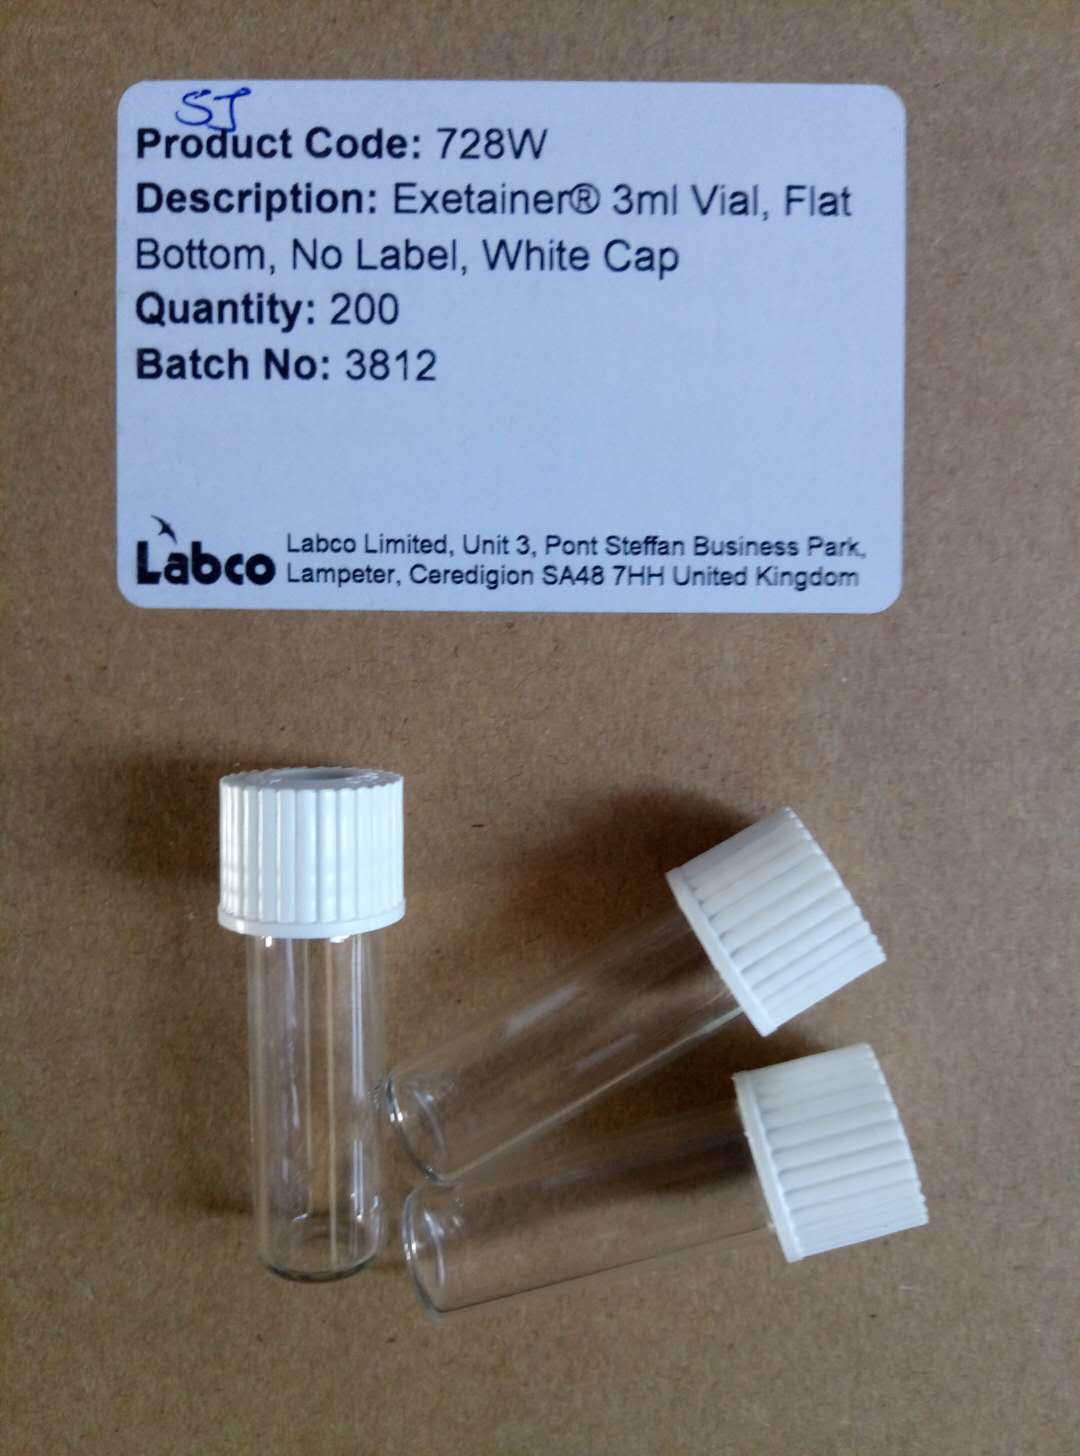 SJ
Product Code: 728W
Description: Exetainer® 3ml Vial, Flat
Bottom, No Label, White Cap
Quantity: 200
Batch No: 3812
Labco
Labco Limited, Unit 3, Pont Steffan Business Park,
Lampeter, Ceredigion SA48 7HH United Kingdom